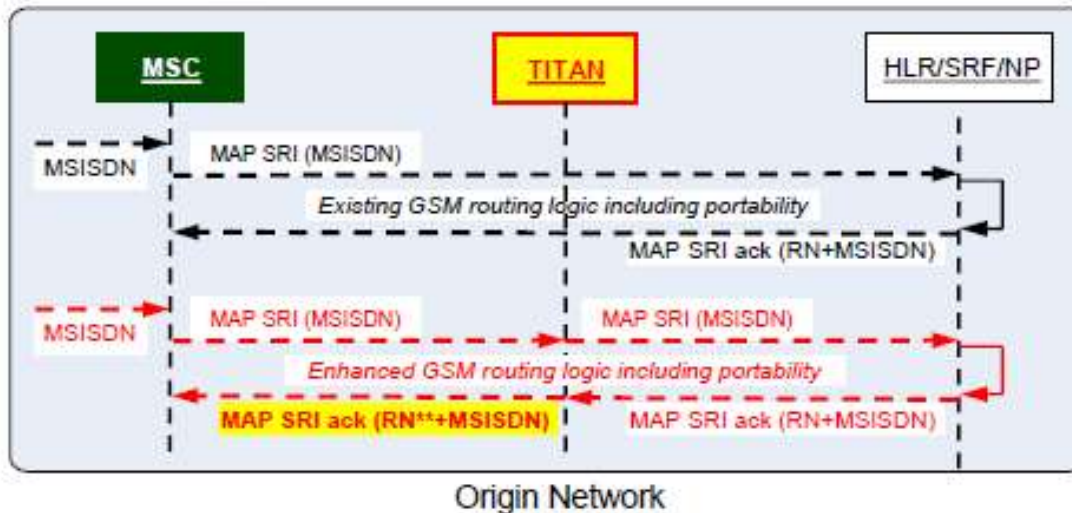 MSC
TITAN
HLR/SRF/NP
MSISDN
MAP SRI (MSISDN)
Existing GSM routing logic including portability
MAP SRI ack (RN+MSISDN)
MSISDN
MAP SRI (MSISDN)
MAP SRI (MSISDN)
Enhanced GSM routing logic including portability
MAP SRI ack (RN**+MSISDN)
MAP SRI ack (RN+MSISDN)
Origin Network